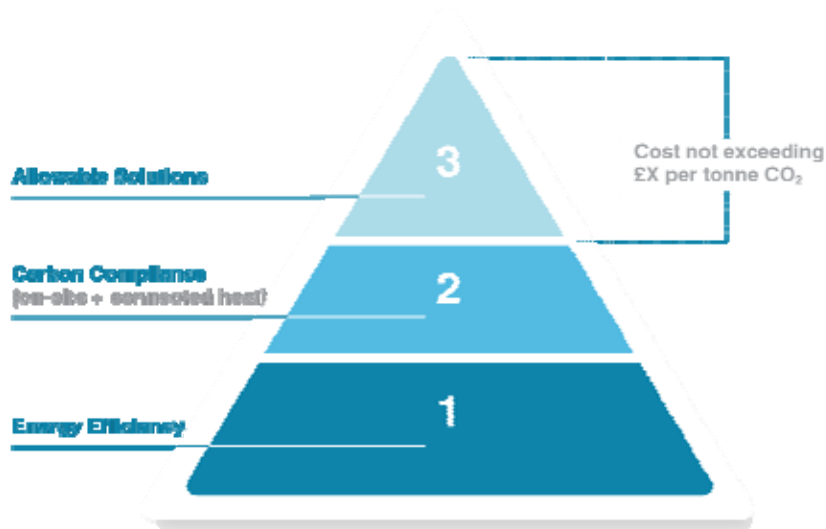 3
Allowable Solutions
Cost not exceeding
£X per tonne CO₂
Carbon Compliance
(on-site + connected heat)
2
Energy Efficiency
1